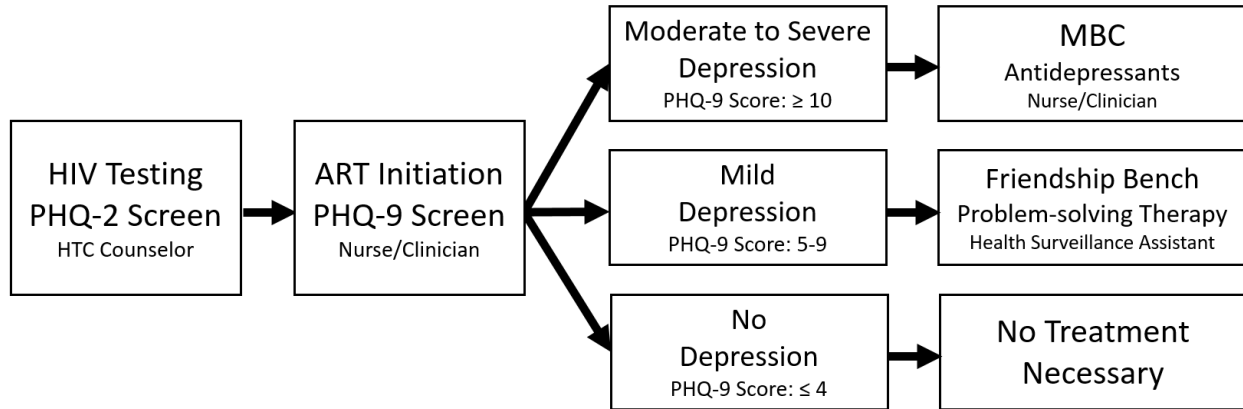 HIV Testing
PHQ-2 Screen
HTC Counselor
ART Initiation
PHQ-9 Screen
Nurse/Clinician
Moderate to Severe
Depression
PHQ-9 Score: ≥ 10
MBC
Antidepressants
Nurse/Clinician
Mild
Depression
PHQ-9 Score: 5-9
Friendship Bench
Problem-solving Therapy
Health Surveillance Assistant
No
Depression
PHQ-9 Score: ≤ 4
No Treatment
Necessary